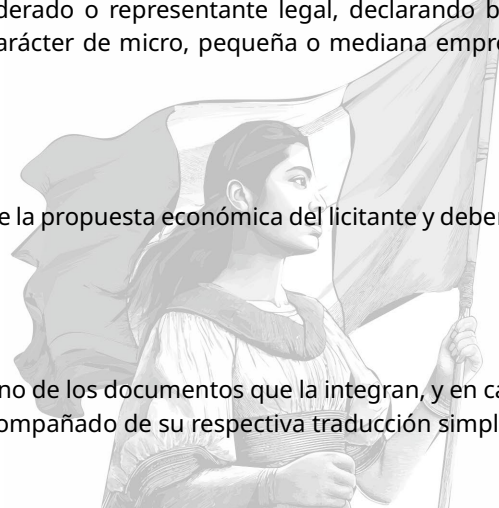 derado o representante legal, declarando b
arácter de micro, pequeña o mediana empre
e la propuesta económica del licitante y deber
no de los documentos que la integran, y en ca
ompañado de su respectiva traducción simpl